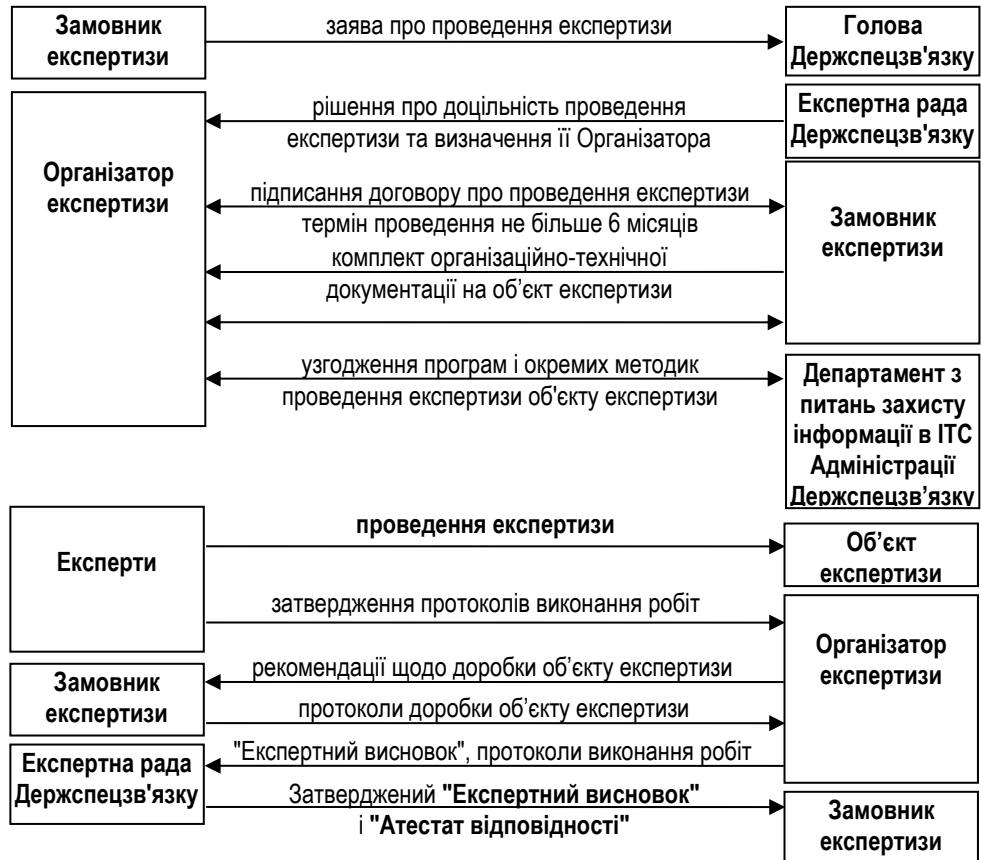 Замовник
експертизи
заява про проведення експертизи
Голова
Держспецзв'язку
Організатор
експертизи
рішення про доцільність проведення
експертизи та визначення її Організатора
Експертна рада
Держспецзв'язку
підписання договору про проведення експертизи
термін проведення не більше 6 місяців
комплект організаційно-технічної
документації на об’єкт експертизи
Замовник
експертизи
узгодження програм і окремих методик
проведення експертизи об'єкту експертизи
Департамент з
питань захисту
інформації в ІТС
Адміністрації
Держспецзв’язку
Експерти
проведення експертизи
Об’єкт
експертизи
затвердження протоколів виконання робіт
Організатор
експертизи
рекомендації щодо доробки об’єкту експертизи
Замовник
експертизи
протоколи доробки об’єкту експертизи
"Експертний висновок", протоколи виконання робіт
Експертна рада
Держспецзв'язку
Затверджений "Експертний висновок"
і "Атестат відповідності"
Замовник
експертизи